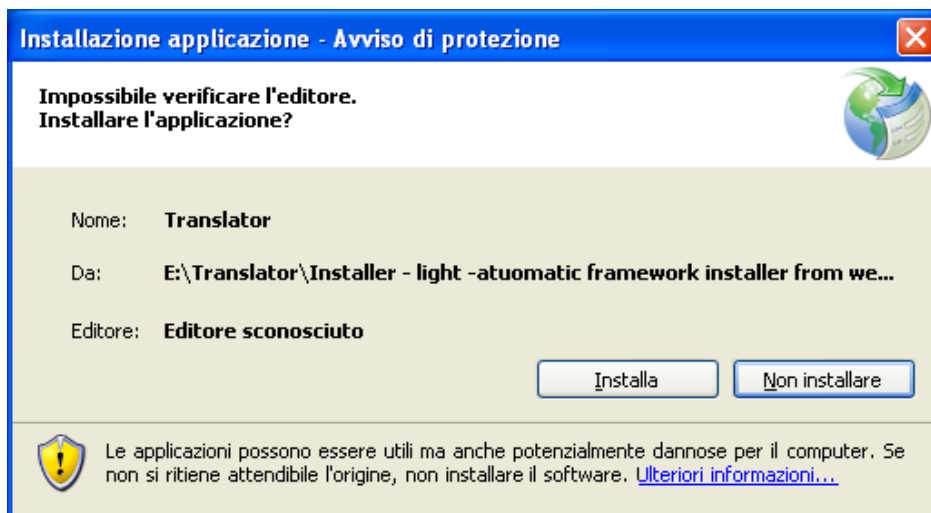 Installazione applicazione - Avviso di protezione
Impossibile verificare l'editore.
Installare l'applicazione?
Nome: Translator
Da: E:\Translator\Installer - light -atuomatic framework installer from we...
Editore: Editore sconosciuto
Installa Non installare
Le applicazioni possono essere utili ma anche potenzialmente dannose per il computer. Se
non si ritiene attendibile l'origine, non installare il software. Ulteriori informazioni...